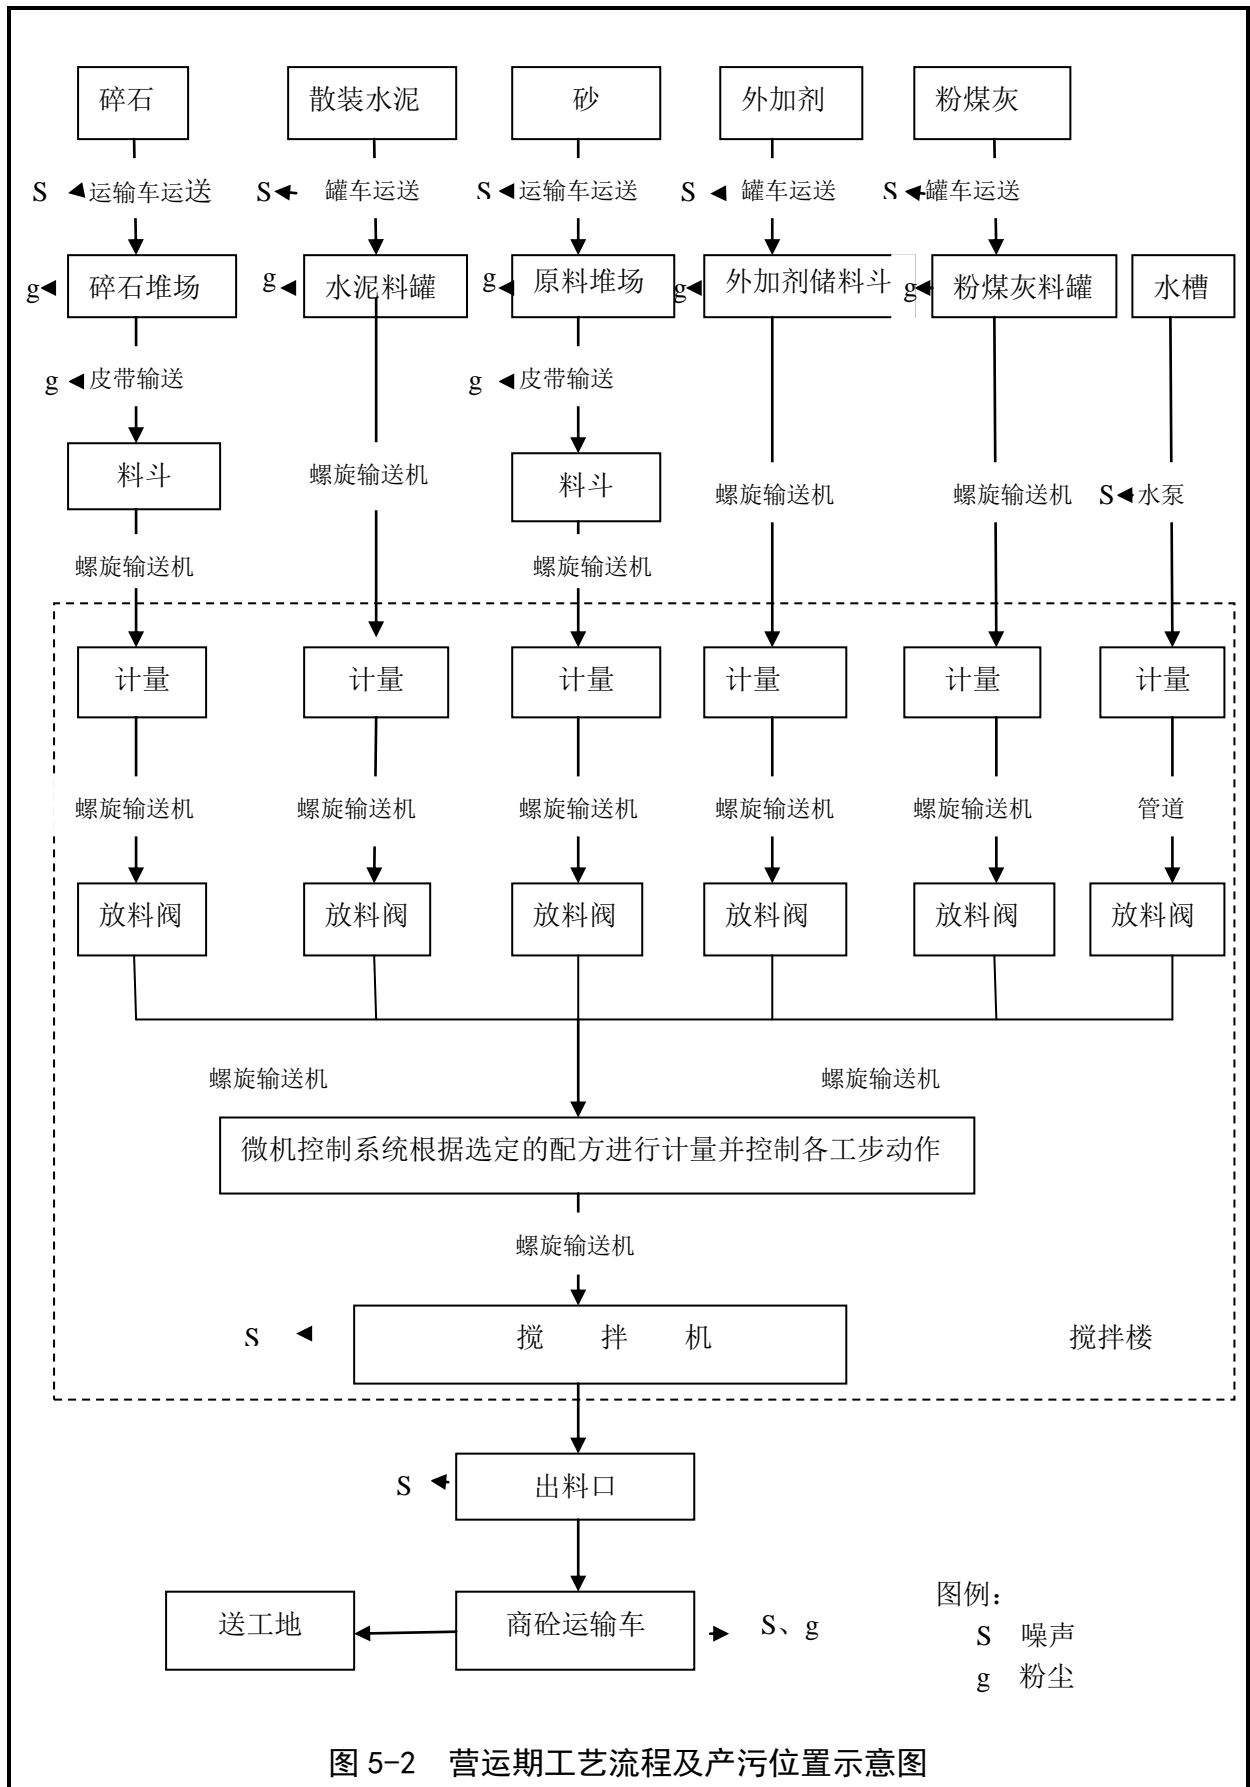 碎石 散装水泥 砂 外加剂 粉煤灰
S 运输车运送 S 罐车运送 S 运输车运送 S 罐车运送 S 罐车运送
g 碎石堆场 g 水泥料罐 g 原料堆场 g 外加剂储料斗 g 粉煤灰料罐 水槽
g 皮带输送 g 皮带输送
料斗 螺旋输送机 料斗 螺旋输送机 螺旋输送机 S 水泵
螺旋输送机 螺旋输送机
计量 计量 计量 计量 计量 计量
螺旋输送机 螺旋输送机 螺旋输送机 螺旋输送机 螺旋输送机 管道
放料阀 放料阀 放料阀 放料阀 放料阀 放料阀
螺旋输送机 螺旋输送机
微机控制系统根据选定的配方进行计量并控制各工步动作
螺旋输送机
S 搅 拌 机 搅拌楼
S 出料口
送工地 商砼运输车 S、g
图例：
S 噪声
g 粉尘
图 5-2 营运期工艺流程及产污位置示意图